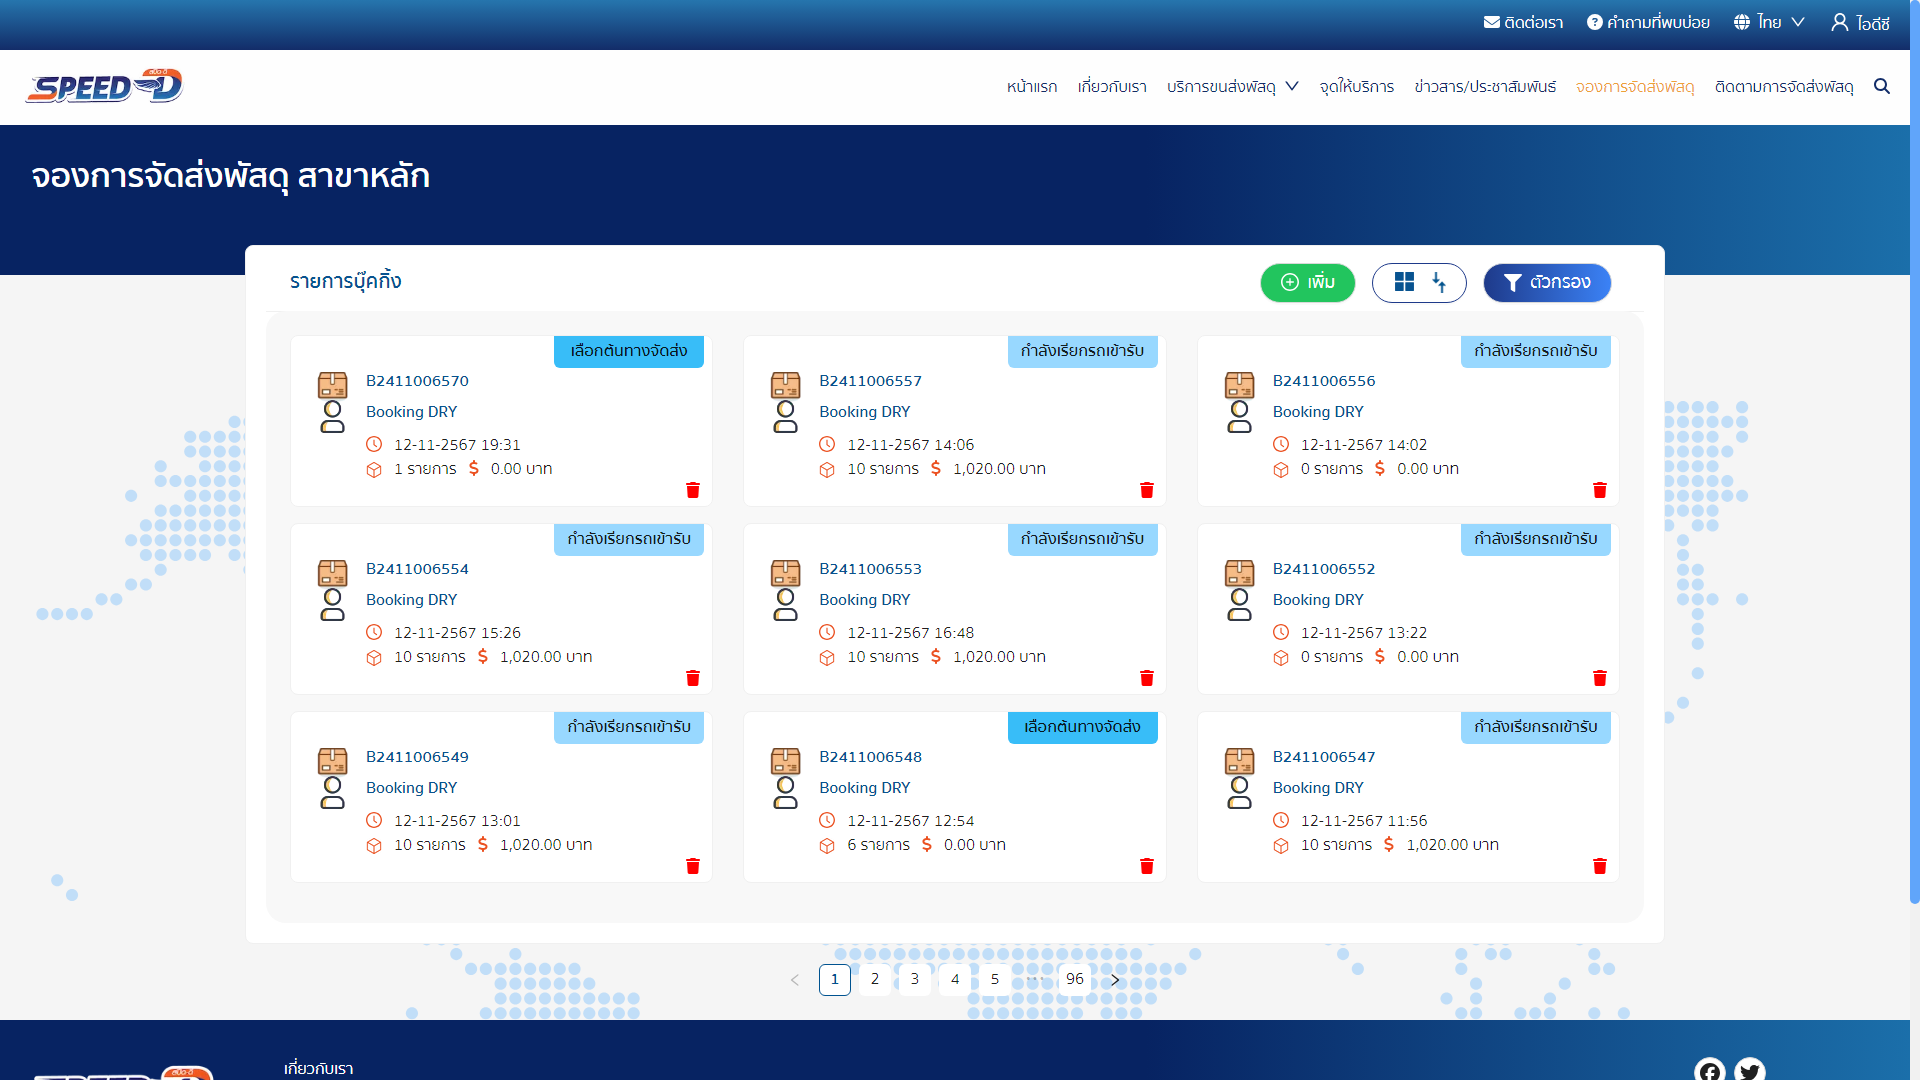 ติดต่อเรา คำถามที่พบบ่อย ไทย ไอดีซี
สปีด-ดี
SPEED-D
หน้าแรก เกี่ยวกับเรา บริการขนส่งพัสดุ จุดให้บริการ ข่าวสาร/ประชาสัมพันธ์ จองการจัดส่งพัสดุ ติดตามการจัดส่งพัสดุ
จองการจัดส่งพัสดุ สาขาหลัก
รายการบุ๊คกิ้ง เพิ่ม ตัวกรอง
เลือกต้นทางจัดส่ง
B2411006570
Booking DRY
12-11-2567 19:31
1 รายการ $ 0.00 บาท
กำลังเรียกรถเข้ารับ
B2411006557
Booking DRY
12-11-2567 14:06
10 รายการ $ 1,020.00 บาท
กำลังเรียกรถเข้ารับ
B2411006556
Booking DRY
12-11-2567 14:02
0 รายการ $ 0.00 บาท
กำลังเรียกรถเข้ารับ
B2411006554
Booking DRY
12-11-2567 15:26
10 รายการ $ 1,020.00 บาท
กำลังเรียกรถเข้ารับ
B2411006553
Booking DRY
12-11-2567 16:48
10 รายการ $ 1,020.00 บาท
กำลังเรียกรถเข้ารับ
B2411006552
Booking DRY
12-11-2567 13:22
0 รายการ $ 0.00 บาท
กำลังเรียกรถเข้ารับ
B2411006549
Booking DRY
12-11-2567 13:01
10 รายการ $ 1,020.00 บาท
เลือกต้นทางจัดส่ง
B2411006548
Booking DRY
12-11-2567 12:54
6 รายการ $ 0.00 บาท
กำลังเรียกรถเข้ารับ
B2411006547
Booking DRY
12-11-2567 11:56
10 รายการ $ 1,020.00 บาท
< 1 2 3 4 5 ••• 96 >
สปีด-ดี
เกี่ยวกับเรา